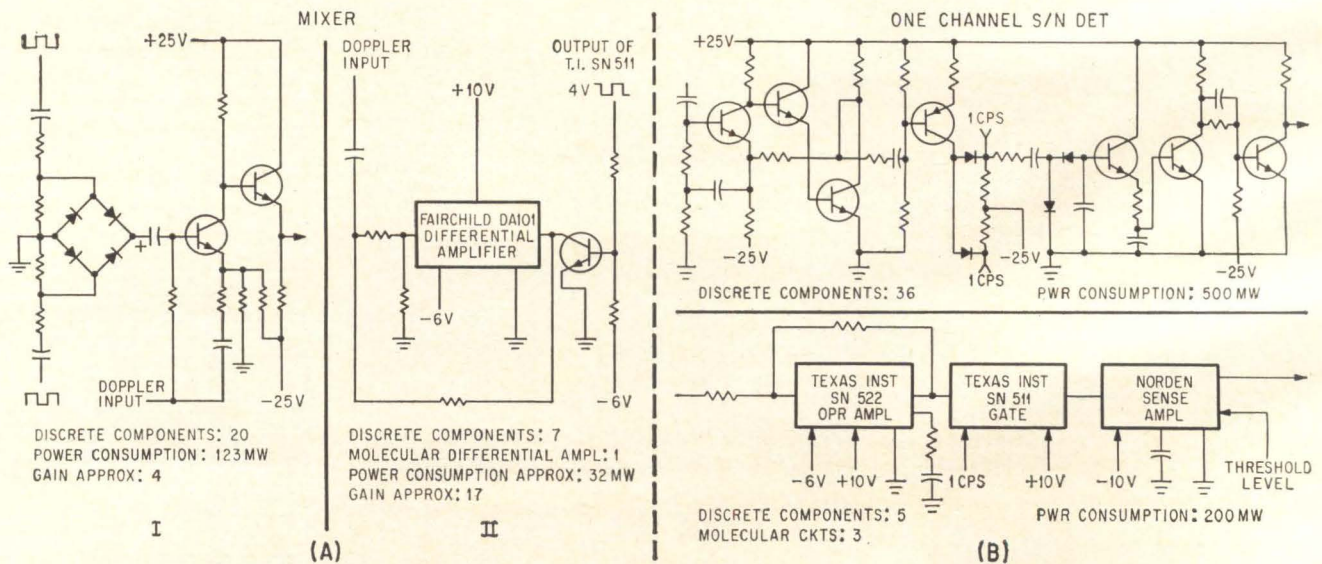 MIXER
+25V
DOPPLER
INPUT
-25V
DISCRETE COMPONENTS: 20
POWER CONSUMPTION: 123 MW
GAIN APPROX: 4
I
DOPPLER
INPUT
+10V
OUTPUT OF
T.I. SN 511
4V
FAIRCHILD DA101
DIFFERENTIAL
AMPLIFIER
-6V
-6V
DISCRETE COMPONENTS: 7
MOLECULAR DIFFERENTIAL AMPL: 1
POWER CONSUMPTION APPROX: 32 MW
GAIN APPROX: 17
II
(A)
ONE CHANNEL S/N DET
+25V
1 CPS
-25V
-25V
1 CPS
-25V
DISCRETE COMPONENTS: 36
PWR CONSUMPTION: 500 MW
TEXAS INST
SN 522
OPR AMPL
TEXAS INST
SN 511
GATE
NORDEN
SENSE
AMPL
-6V
+10V
1 CPS
+10V
-10V
THRESHOLD
LEVEL
DISCRETE COMPONENTS: 5
MOLECULAR CKTS: 3
PWR CONSUMPTION: 200 MW
(B)